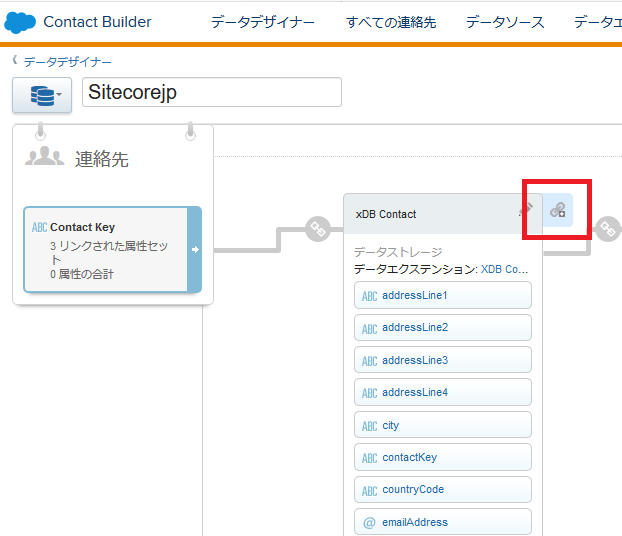 Contact Builder データデザイナー すべての連絡先 データソース データエ
データデザイナー
Sitecorejp
連絡先
ABC Contact Key
3 リンクされた属性セッ
ト
0 属性の合計
xDB Contact
データストレージ
データエクステンション: XDB Co...
ABC addressLine1
ABC addressLine2
ABC addressLine3
ABC addressLine4
ABC city
ABC contactKey
ABC countryCode
@ emailAddress